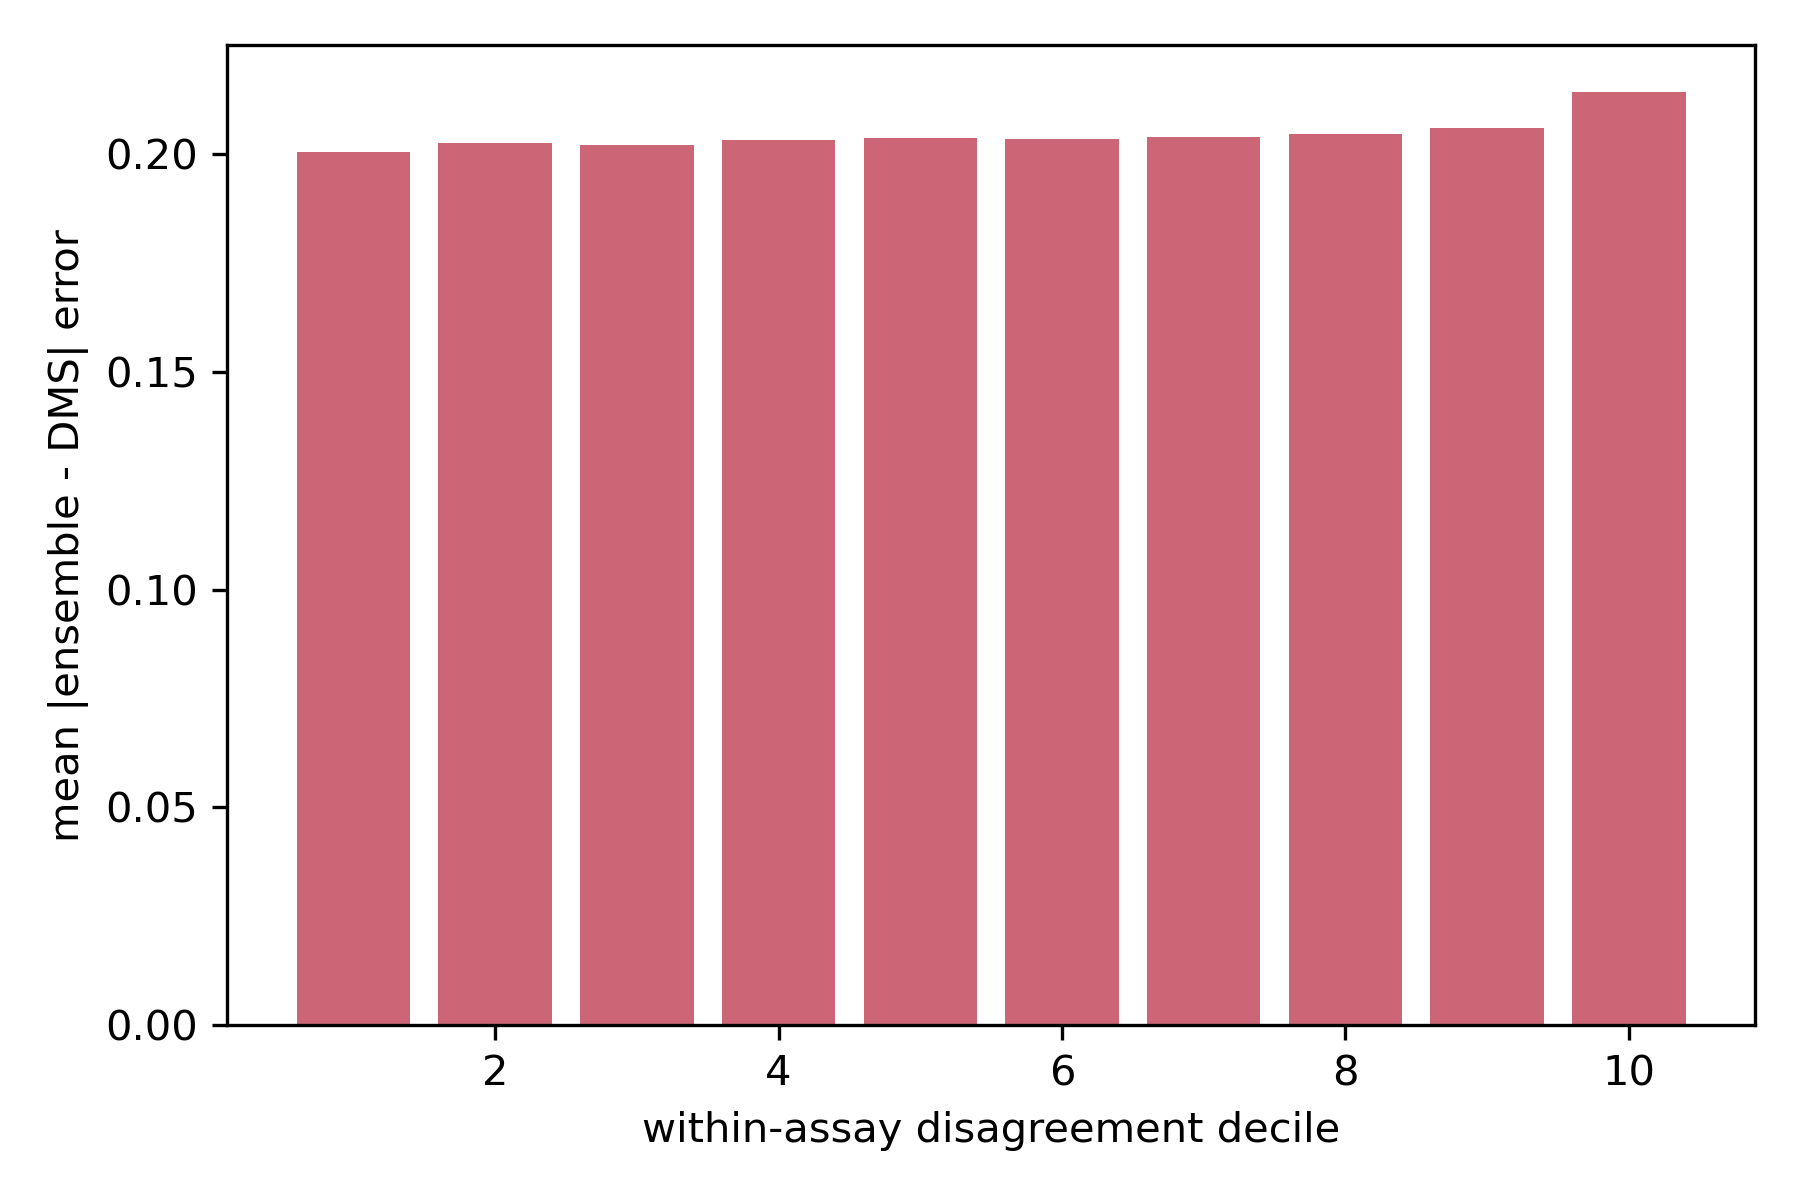 mean |ensemble - DMS| error
0.20
0.15
0.10
0.05
0.00
2 4 6 8 10
within-assay disagreement decile